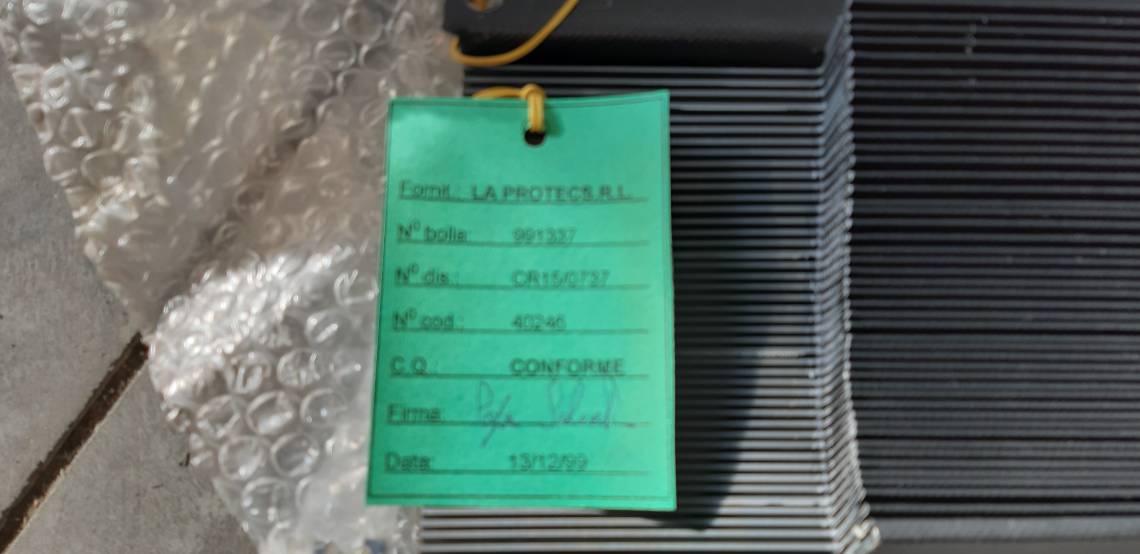 Fornit.: LA PROTEC S.R.L.
N° bolla: 991337
N° dis.: CR15/0737
N° cod.: 40246
C.Q.: CONFORME
Firma:
Data: 13/12/99